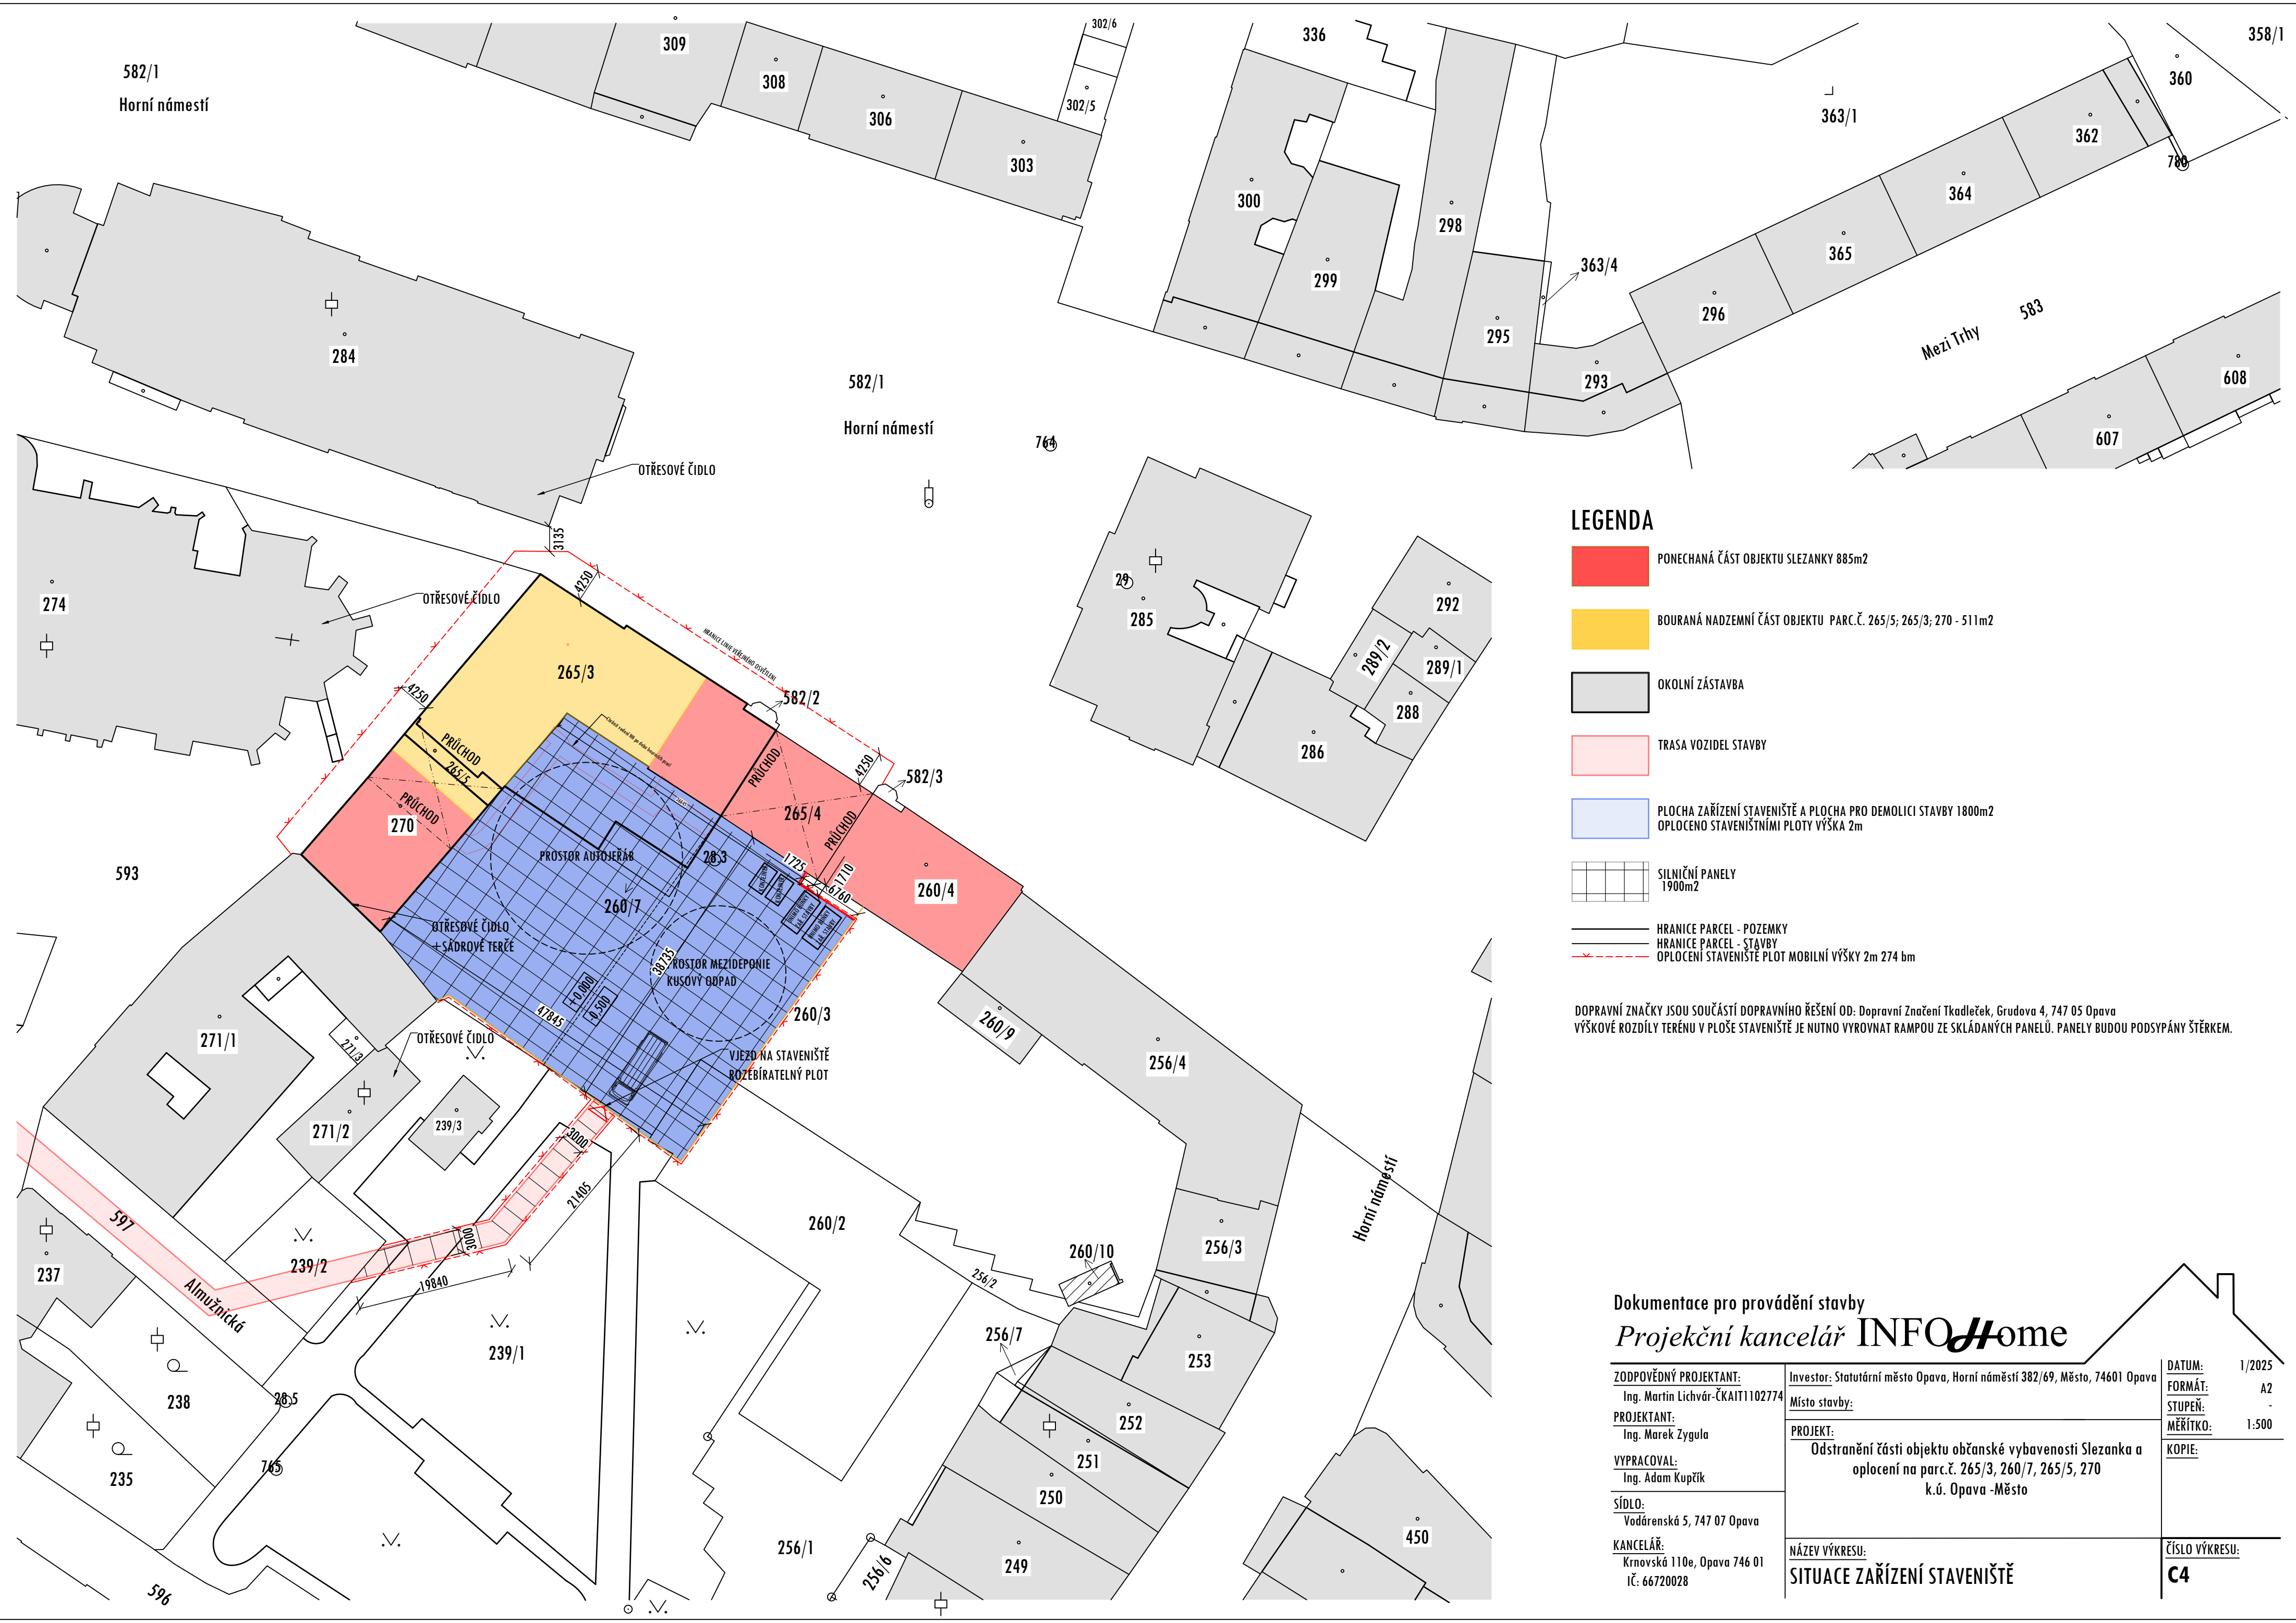 582/1
Horní náměstí
309
308
306
303
302/6
302/5
336
300
299
298
295
363/4
293
296
365
364
362
363/1
360
358/1
780
Mezi Trhy
583
608
607
284
582/1
Horní náměstí
764
OTŘESOVÉ ČIDLO
3135
274
OTŘESOVÉ ČIDLO
4250
HRANICE LINIE VEŘEJNÉHO OSVĚTLENÍ
265/3
582/2
4250
PRŮCHOD
265/5
PRŮCHOD
270
PRŮCHOD
265/4
PRŮCHOD
4250
582/3
260/4
593
PROSTOR AUTOJEŘÁB
28.3
1725
1710
6760
260/7
OTŘESOVÉ ČIDLO
+SÁDROVÉ TERČE
38735
PROSTOR MEZIDEPONIE
KUSOVÝ ODPAD
+0.000
-0.500
47845
260/3
VJEZD NA STAVENIŠTĚ
ROZEBÍRATELNÝ PLOT
260/9
256/4
29
285
292
289/2
289/1
288
286
271/1
271/3
OTŘESOVÉ ČIDLO
271/2
239/3
3000
21405
3000
19840
597
239/2
Almužnická
237
238
235
28.5
765
239/1
596
260/2
256/2
260/10
256/3
256/7
253
252
251
250
249
256/1
256/6
Horní náměstí
450
LEGENDA
PONECHANÁ ČÁST OBJEKTU SLEZANKY 885m2
BOURANÁ NADZEMNÍ ČÁST OBJEKTU PARC.Č. 265/5; 265/3; 270 - 511m2
OKOLNÍ ZÁSTAVBA
TRASA VOZIDEL STAVBY
PLOCHA ZAŘÍZENÍ STAVENIŠTĚ A PLOCHA PRO DEMOLICI STAVBY 1800m2
OPLOCENO STAVENIŠTNÍMI PLOTY VÝŠKA 2m
SILNIČNÍ PANELY
1900m2
HRANICE PARCEL - POZEMKY
HRANICE PARCEL - STAVBY
OPLOCENÍ STAVENIŠTĚ PLOT MOBILNÍ VÝŠKY 2m 274 bm
DOPRAVNÍ ZNAČKY JSOU SOUČÁSTÍ DOPRAVNÍHO ŘEŠENÍ OD: Dopravní Značení Tkadleček, Grudova 4, 747 05 Opava
VÝŠKOVÉ ROZDÍLY TERÉNU V PLOŠE STAVENIŠTĚ JE NUTNO VYROVNAT RAMPOU ZE SKLÁDANÝCH PANELŮ. PANELY BUDOU PODSYPÁNY ŠTĚRKEM.
Dokumentace pro provádění stavby
Projekční kancelář INFOHome
ZODPOVĚDNÝ PROJEKTANT:
Ing. Martin Lichvár-ČKAIT1102774
PROJEKTANT:
Ing. Marek Zygula
VYPRACOVAL:
Ing. Adam Kupčík
SÍDLO:
Vodárenská 5, 747 07 Opava
KANCELÁŘ:
Krnovská 110e, Opava 746 01
IČ: 66720028
Investor: Statutární město Opava, Horní náměstí 382/69, Město, 74601 Opava
Místo stavby:
PROJEKT:
Odstranění části objektu občanské vybavenosti Slezanka a
oplocení na parc.č. 265/3, 260/7, 265/5, 270
k.ú. Opava -Město
NÁZEV VÝKRESU:
SITUACE ZAŘÍZENÍ STAVENIŠTĚ
DATUM: 1/2025
FORMÁT: A2
STUPEŇ: -
MĚŘÍTKO: 1:500
KOPIE:
ČÍSLO VÝKRESU:
C4